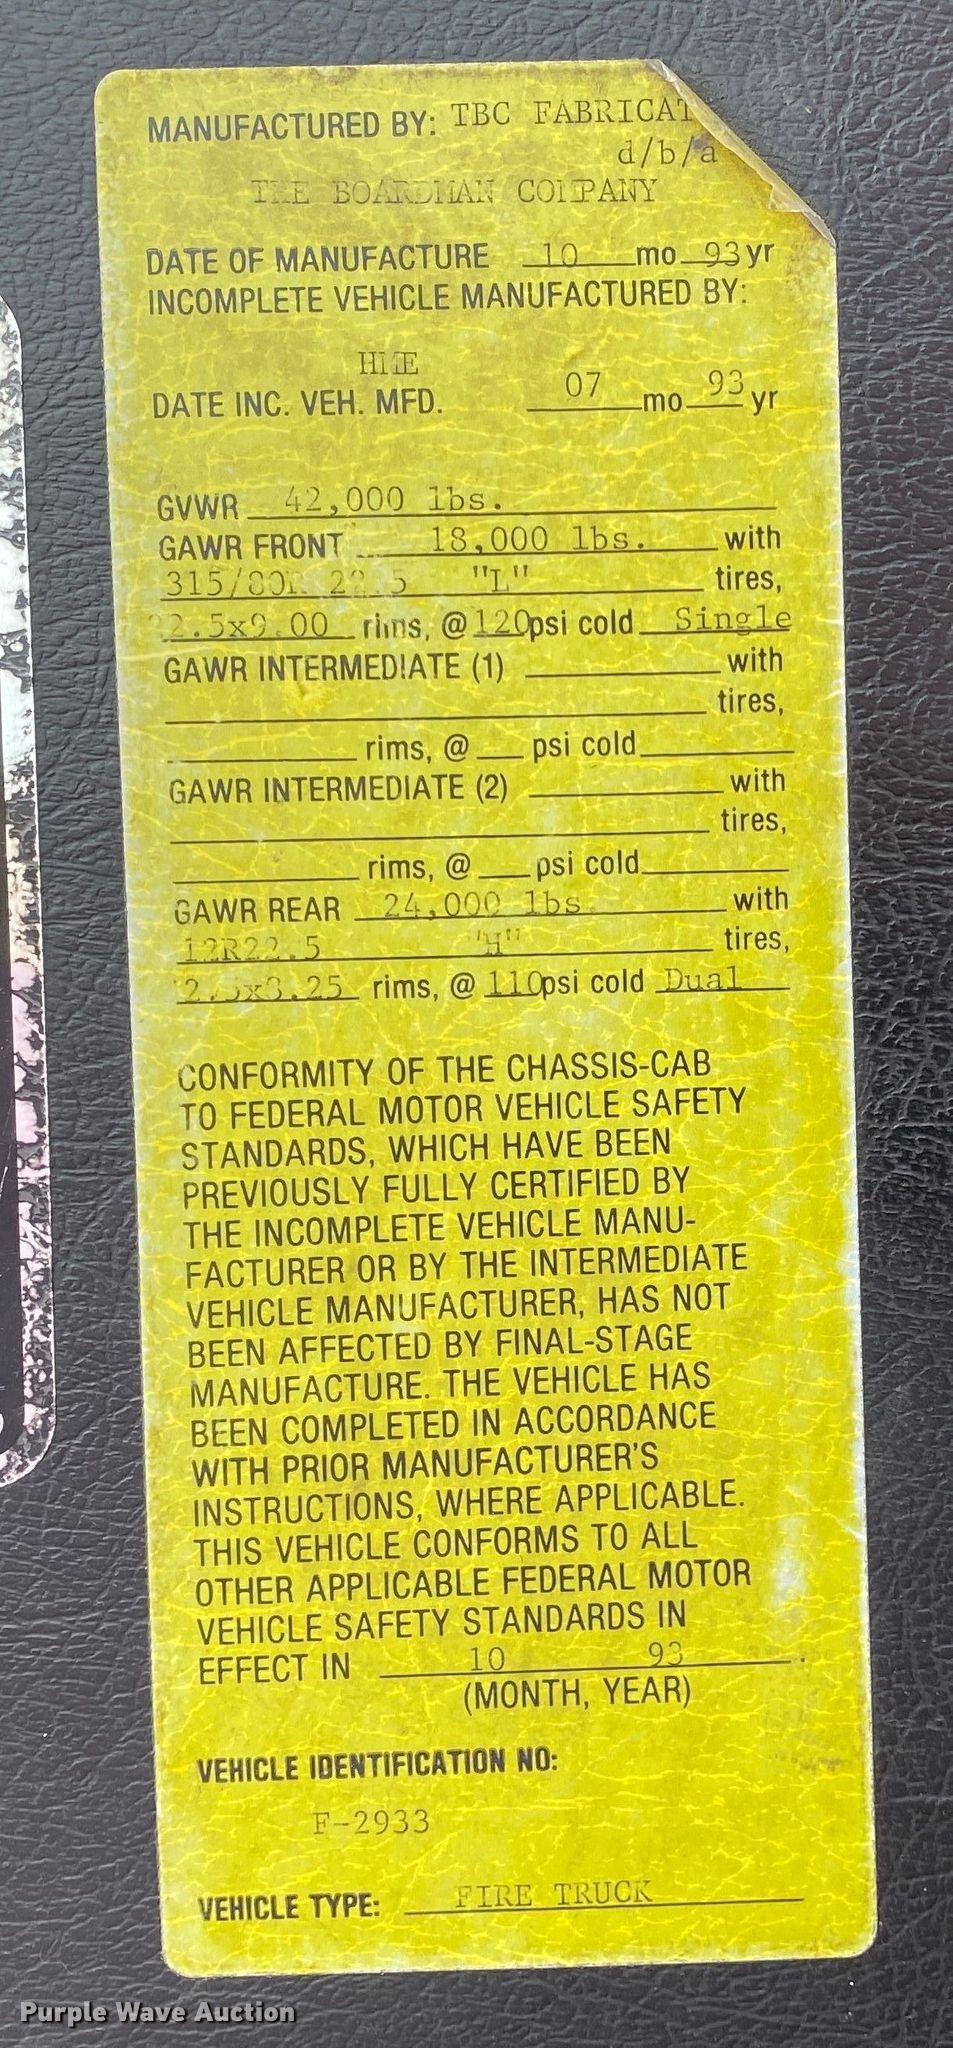 MANUFACTURED BY: TBC FABRICAT
d/b/a
THE BOARDMAN COMPANY
DATE OF MANUFACTURE 10 mo 93 yr
INCOMPLETE VEHICLE MANUFACTURED BY:
HME
DATE INC. VEH. MFD. 07 mo 93 yr
GVWR 42,000 lbs.
GAWR FRONT 18,000 lbs. with
315/80R 22.5 "L" tires,
22.5x9.00 rims, @ 120 psi cold Single
GAWR INTERMEDIATE (1) with
tires,
rims, @ psi cold
GAWR INTERMEDIATE (2) with
tires,
rims, @ psi cold
GAWR REAR 24,000 lbs. with
12R22.5 "H" tires,
rims, @ 110 psi cold Dual
CONFORMITY OF THE CHASSIS-CAB
TO FEDERAL MOTOR VEHICLE SAFETY
STANDARDS, WHICH HAVE BEEN
PREVIOUSLY FULLY CERTIFIED BY
THE INCOMPLETE VEHICLE MANU-
FACTURER OR BY THE INTERMEDIATE
VEHICLE MANUFACTURER, HAS NOT
BEEN AFFECTED BY FINAL-STAGE
MANUFACTURE. THE VEHICLE HAS
BEEN COMPLETED IN ACCORDANCE
WITH PRIOR MANUFACTURER'S
INSTRUCTIONS, WHERE APPLICABLE.
THIS VEHICLE CONFORMS TO ALL
OTHER APPLICABLE FEDERAL MOTOR
VEHICLE SAFETY STANDARDS IN
EFFECT IN 10 93.
(MONTH, YEAR)
VEHICLE IDENTIFICATION NO:
F-2933
VEHICLE TYPE: FIRE TRUCK
Purple Wave Auction